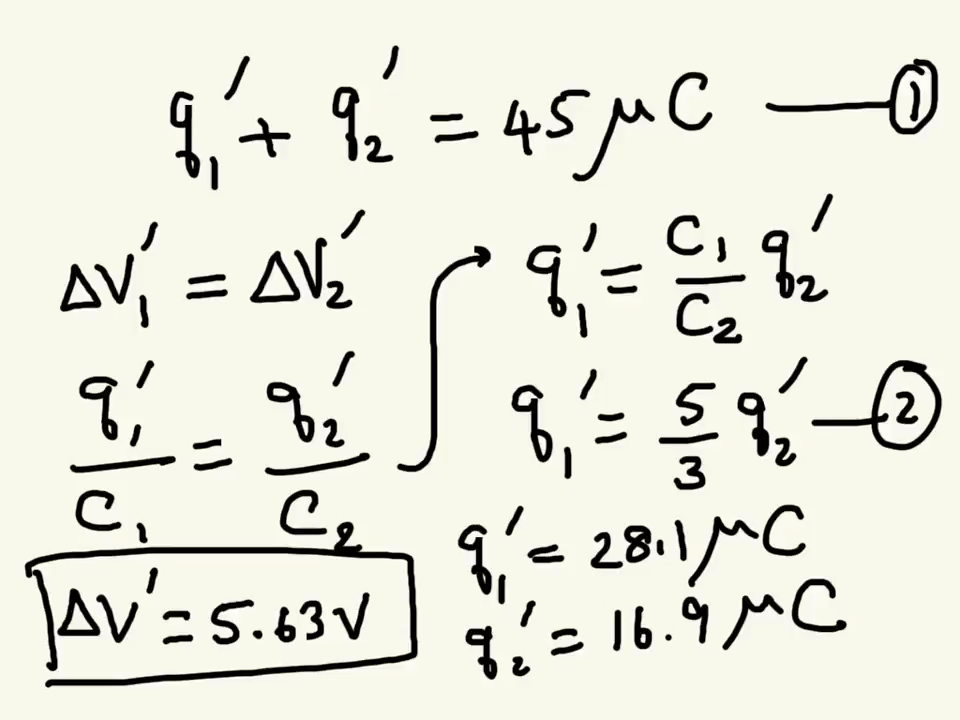 q₁′ + q₂′ = 45 μC — ①
ΔV₁′ = ΔV₂′
q₁′/C₁ = q₂′/C₂
q₁′ = C₁/C₂ q₂′
q₁′ = 5/3 q₂′ — ②
q₁′ = 28.1 μC
q₂′ = 16.9 μC
ΔV′ = 5.63V